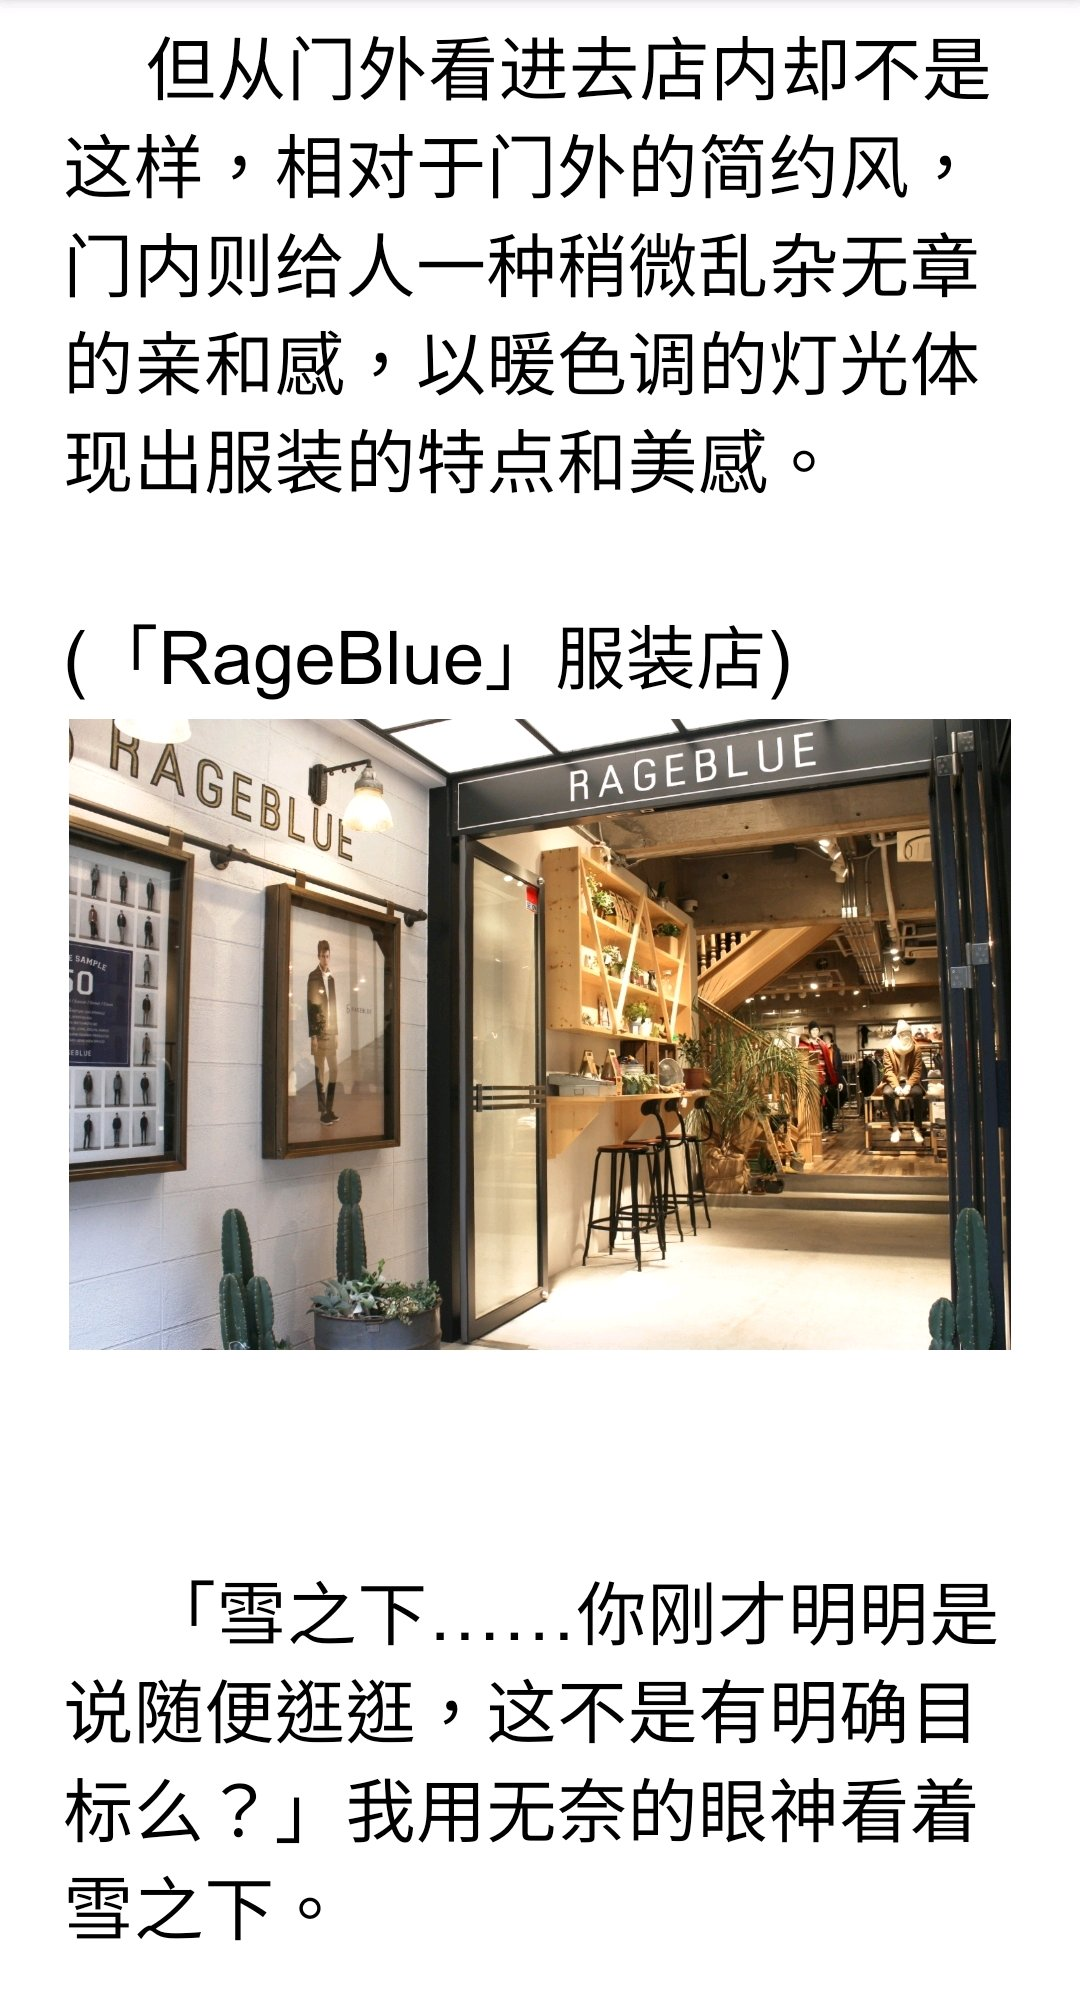 但从门外看进去店内却不是
这样，相对于门外的简约风，
门内则给人一种稍微乱杂无章
的亲和感，以暖色调的灯光体
现出服装的特点和美感。
(「RageBlue」服装店)
RAGEBLUE
RAGEBLUE
SAMPLE
50
RAGEBLUE
「雪之下……你刚才明明是
说随便逛逛，这不是有明确目
标么？」我用无奈的眼神看着
雪之下。